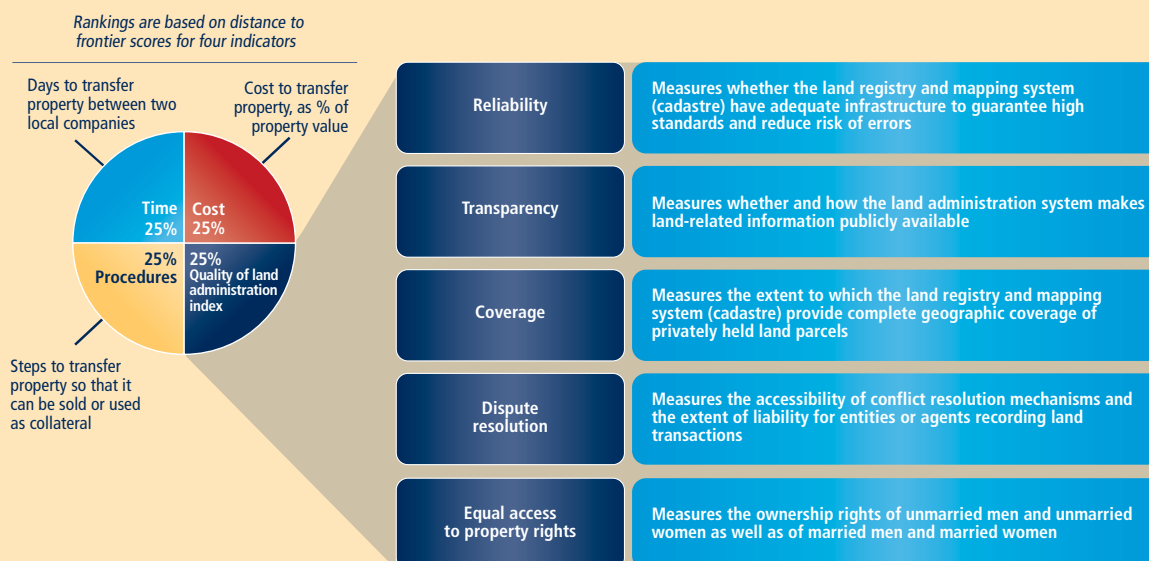 Rankings are based on distance to
frontier scores for four indicators
Days to transfer
property between two
local companies
Cost to transfer
property, as % of
property value
Time
25%
Cost
25%
25%
Procedures
25%
Quality of land
administration
index
Steps to transfer
property so that it
can be sold or used
as collateral
Reliability
Measures whether the land registry and mapping system
(cadastre) have adequate infrastructure to guarantee high
standards and reduce risk of errors
Transparency
Measures whether and how the land administration system makes
land-related information publicly available
Coverage
Measures the extent to which the land registry and mapping
system (cadastre) provide complete geographic coverage of
privately held land parcels
Dispute
resolution
Measures the accessibility of conflict resolution mechanisms and
the extent of liability for entities or agents recording land
transactions
Equal access
to property rights
Measures the ownership rights of unmarried men and unmarried
women as well as of married men and married women